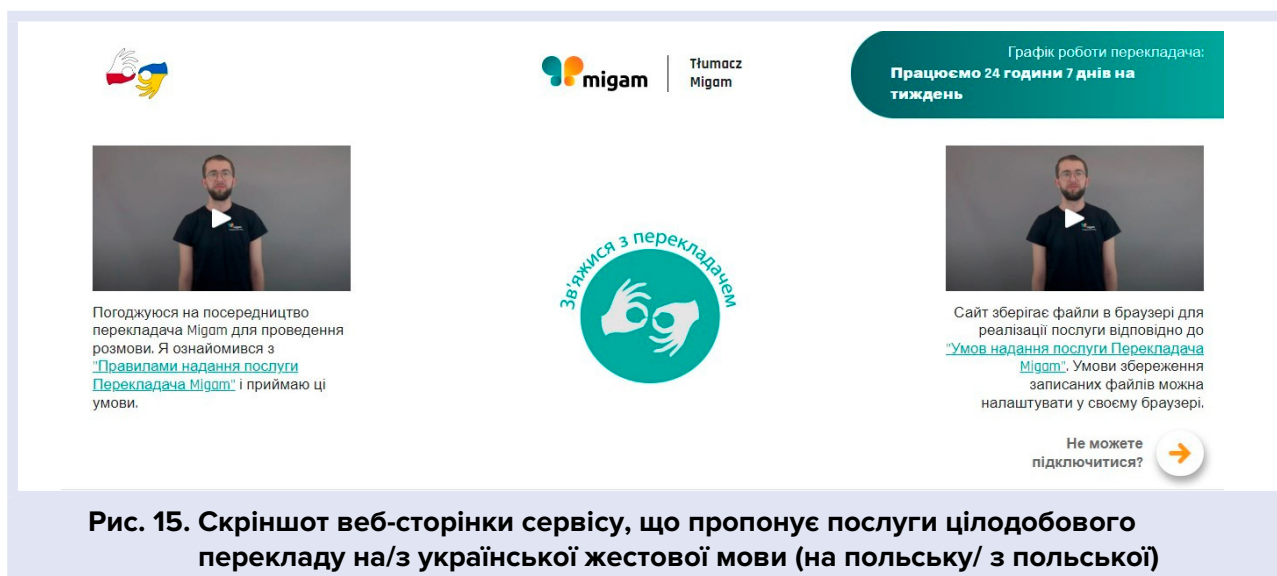 migam
Tłumacz
Migam
Графік роботи перекладача:
Працюємо 24 години 7 днів на
тиждень
Зв'яжися з перекладачем
Погоджуюся на посередництво
перекладача Migam для проведення
розмови. Я ознайомився з
"Правилами надання послуги
Перекладача Migam" і приймаю ці
умови.
Сайт зберігає файли в браузері для
реалізації послуги відповідно до
"Умов надання послуги Перекладача
Migam". Умови збереження
записаних файлів можна
налаштувати у своєму браузері.
Не можете
підключитися?
Рис. 15. Скріншот веб-сторінки сервісу, що пропонує послуги цілодобового
перекладу на/з української жестової мови (на польську/ з польської)